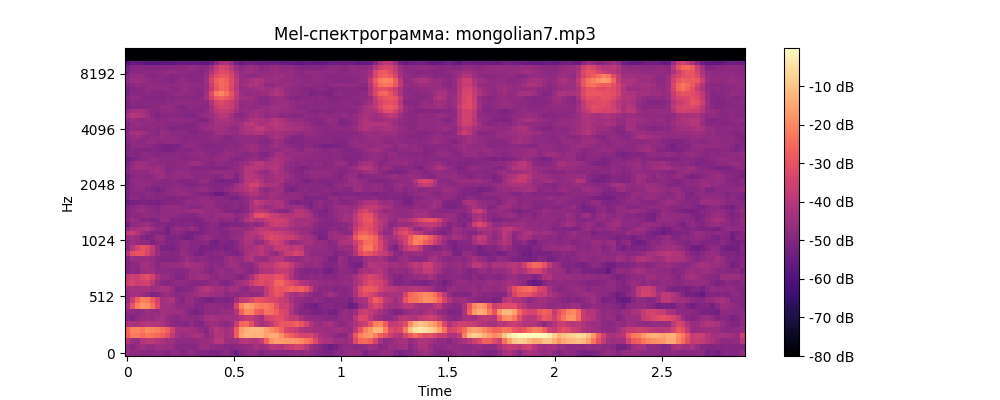 Mel-спектрограмма: mongolian7.mp3
8192
4096
2048
1024
512
0
Hz
0
0.5
1
1.5
2
2.5
Time
-10 dB
-20 dB
-30 dB
-40 dB
-50 dB
-60 dB
-70 dB
-80 dB